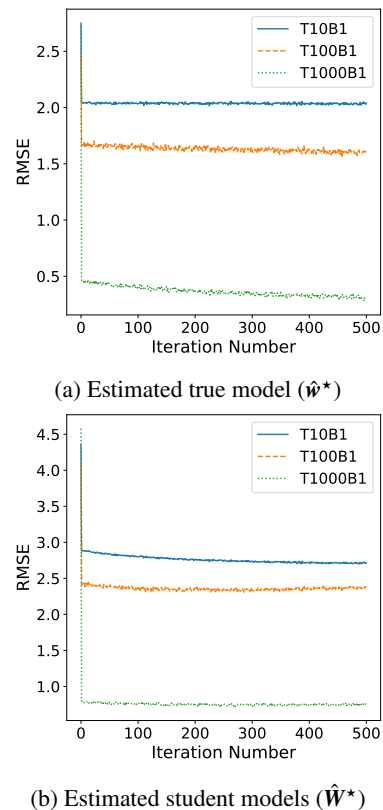 T10B1
T100B1
T1000B1
2.5
2.0
1.5
1.0
0.5
RMSE
0 100 200 300 400 500
Iteration Number
(a) Estimated true model (ŵ⋆)
T10B1
T100B1
T1000B1
4.5
4.0
3.5
3.0
2.5
2.0
1.5
1.0
RMSE
0 100 200 300 400 500
Iteration Number
(b) Estimated student models (Ŵ⋆)